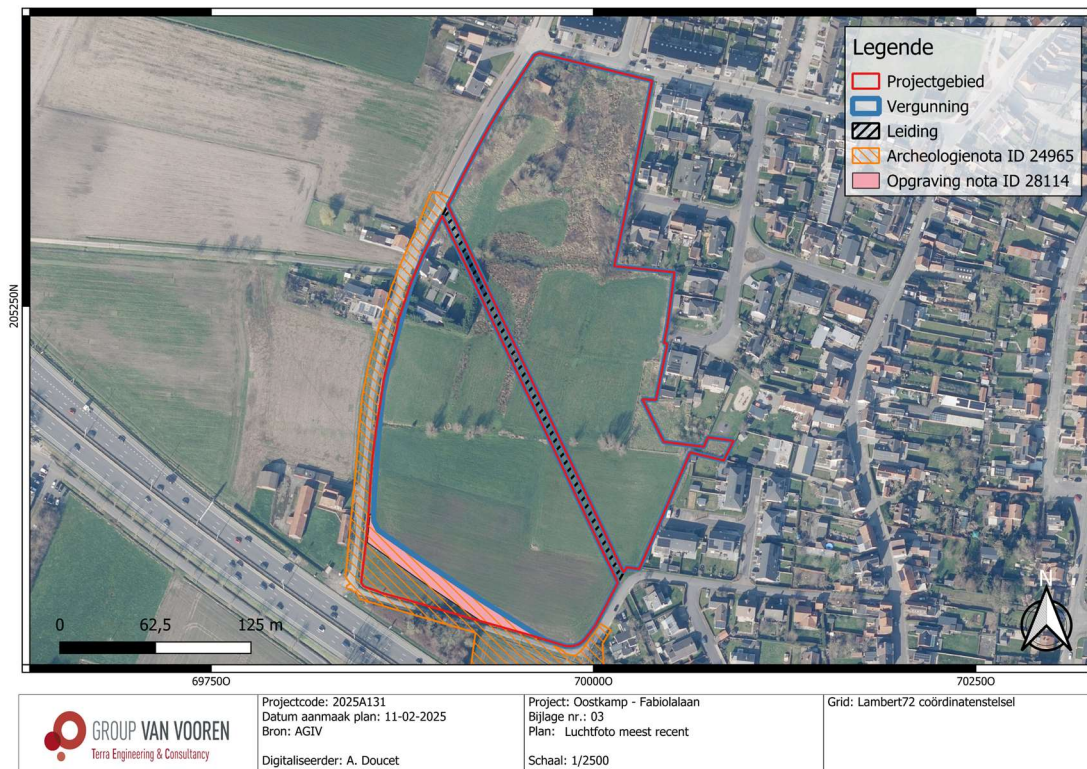 Legende
Projectgebied
Vergunning
Leiding
Archeologienota ID 24965
Opgraving nota ID 28114
205250N
N
0 62,5 125 m
697500 700000 702500
GROUP VAN VOOREN
Terra Engineering & Consultancy
Projectcode: 2025A131
Datum aanmaak plan: 11-02-2025
Bron: AGIV
Digitaliseerder: A. Doucet
Project: Oostkamp - Fabiolalaan
Bijlage nr.: 03
Plan: Luchtfoto meest recent
Schaal: 1/2500
Grid: Lambert72 coördinatenstelsel